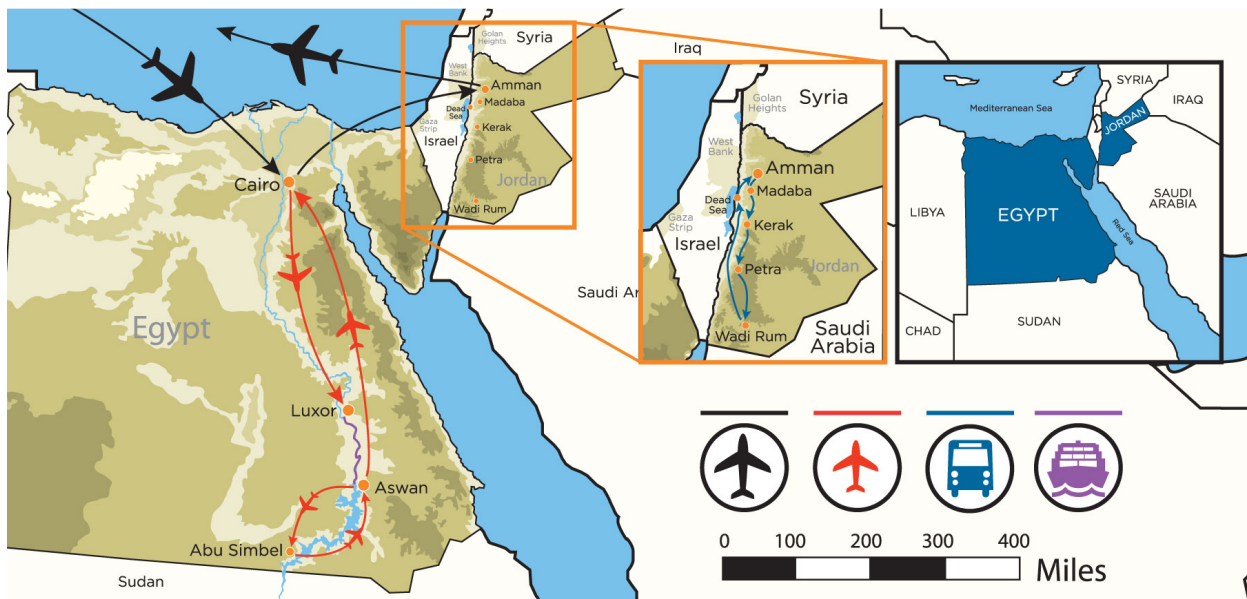 Golan
Heights
Syria
Iraq
West
Bank
Amman
Madaba
Dead
Sea
Gaza
Strip
Israel
Kerak
Petra
Jordan
Wadi Rum
Cairo
Egypt
Luxor
Aswan
Abu Simbel
Sudan
Saudi Ar
Golan
Heights
Syria
West
Bank
Amman
Madaba
Dead
Sea
Gaza
Strip
Israel
Kerak
Petra
Jordan
Wadi Rum
Saudi
Arabia
Mediterranean Sea
SYRIA
IRAQ
JORDAN
LIBYA
EGYPT
SAUDI
ARABIA
Red Sea
CHAD
SUDAN
0 100 200 300 400
Miles